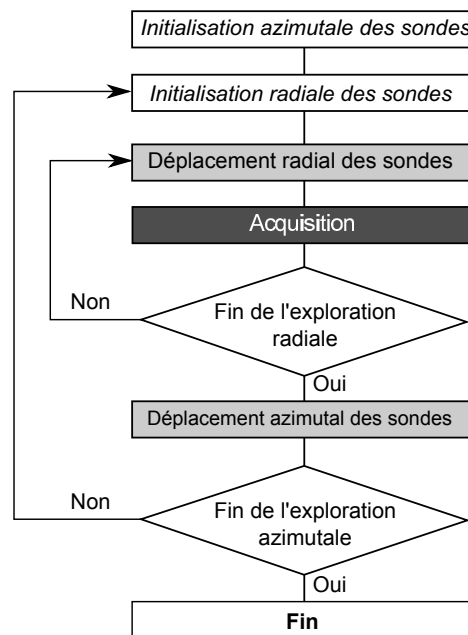 Initialisation azimutale des sondes
Initialisation radiale des sondes
Déplacement radial des sondes
Acquisition
Non
Fin de l'exploration
radiale
Oui
Déplacement azimutal des sondes
Non
Fin de l'exploration
azimutale
Oui
Fin